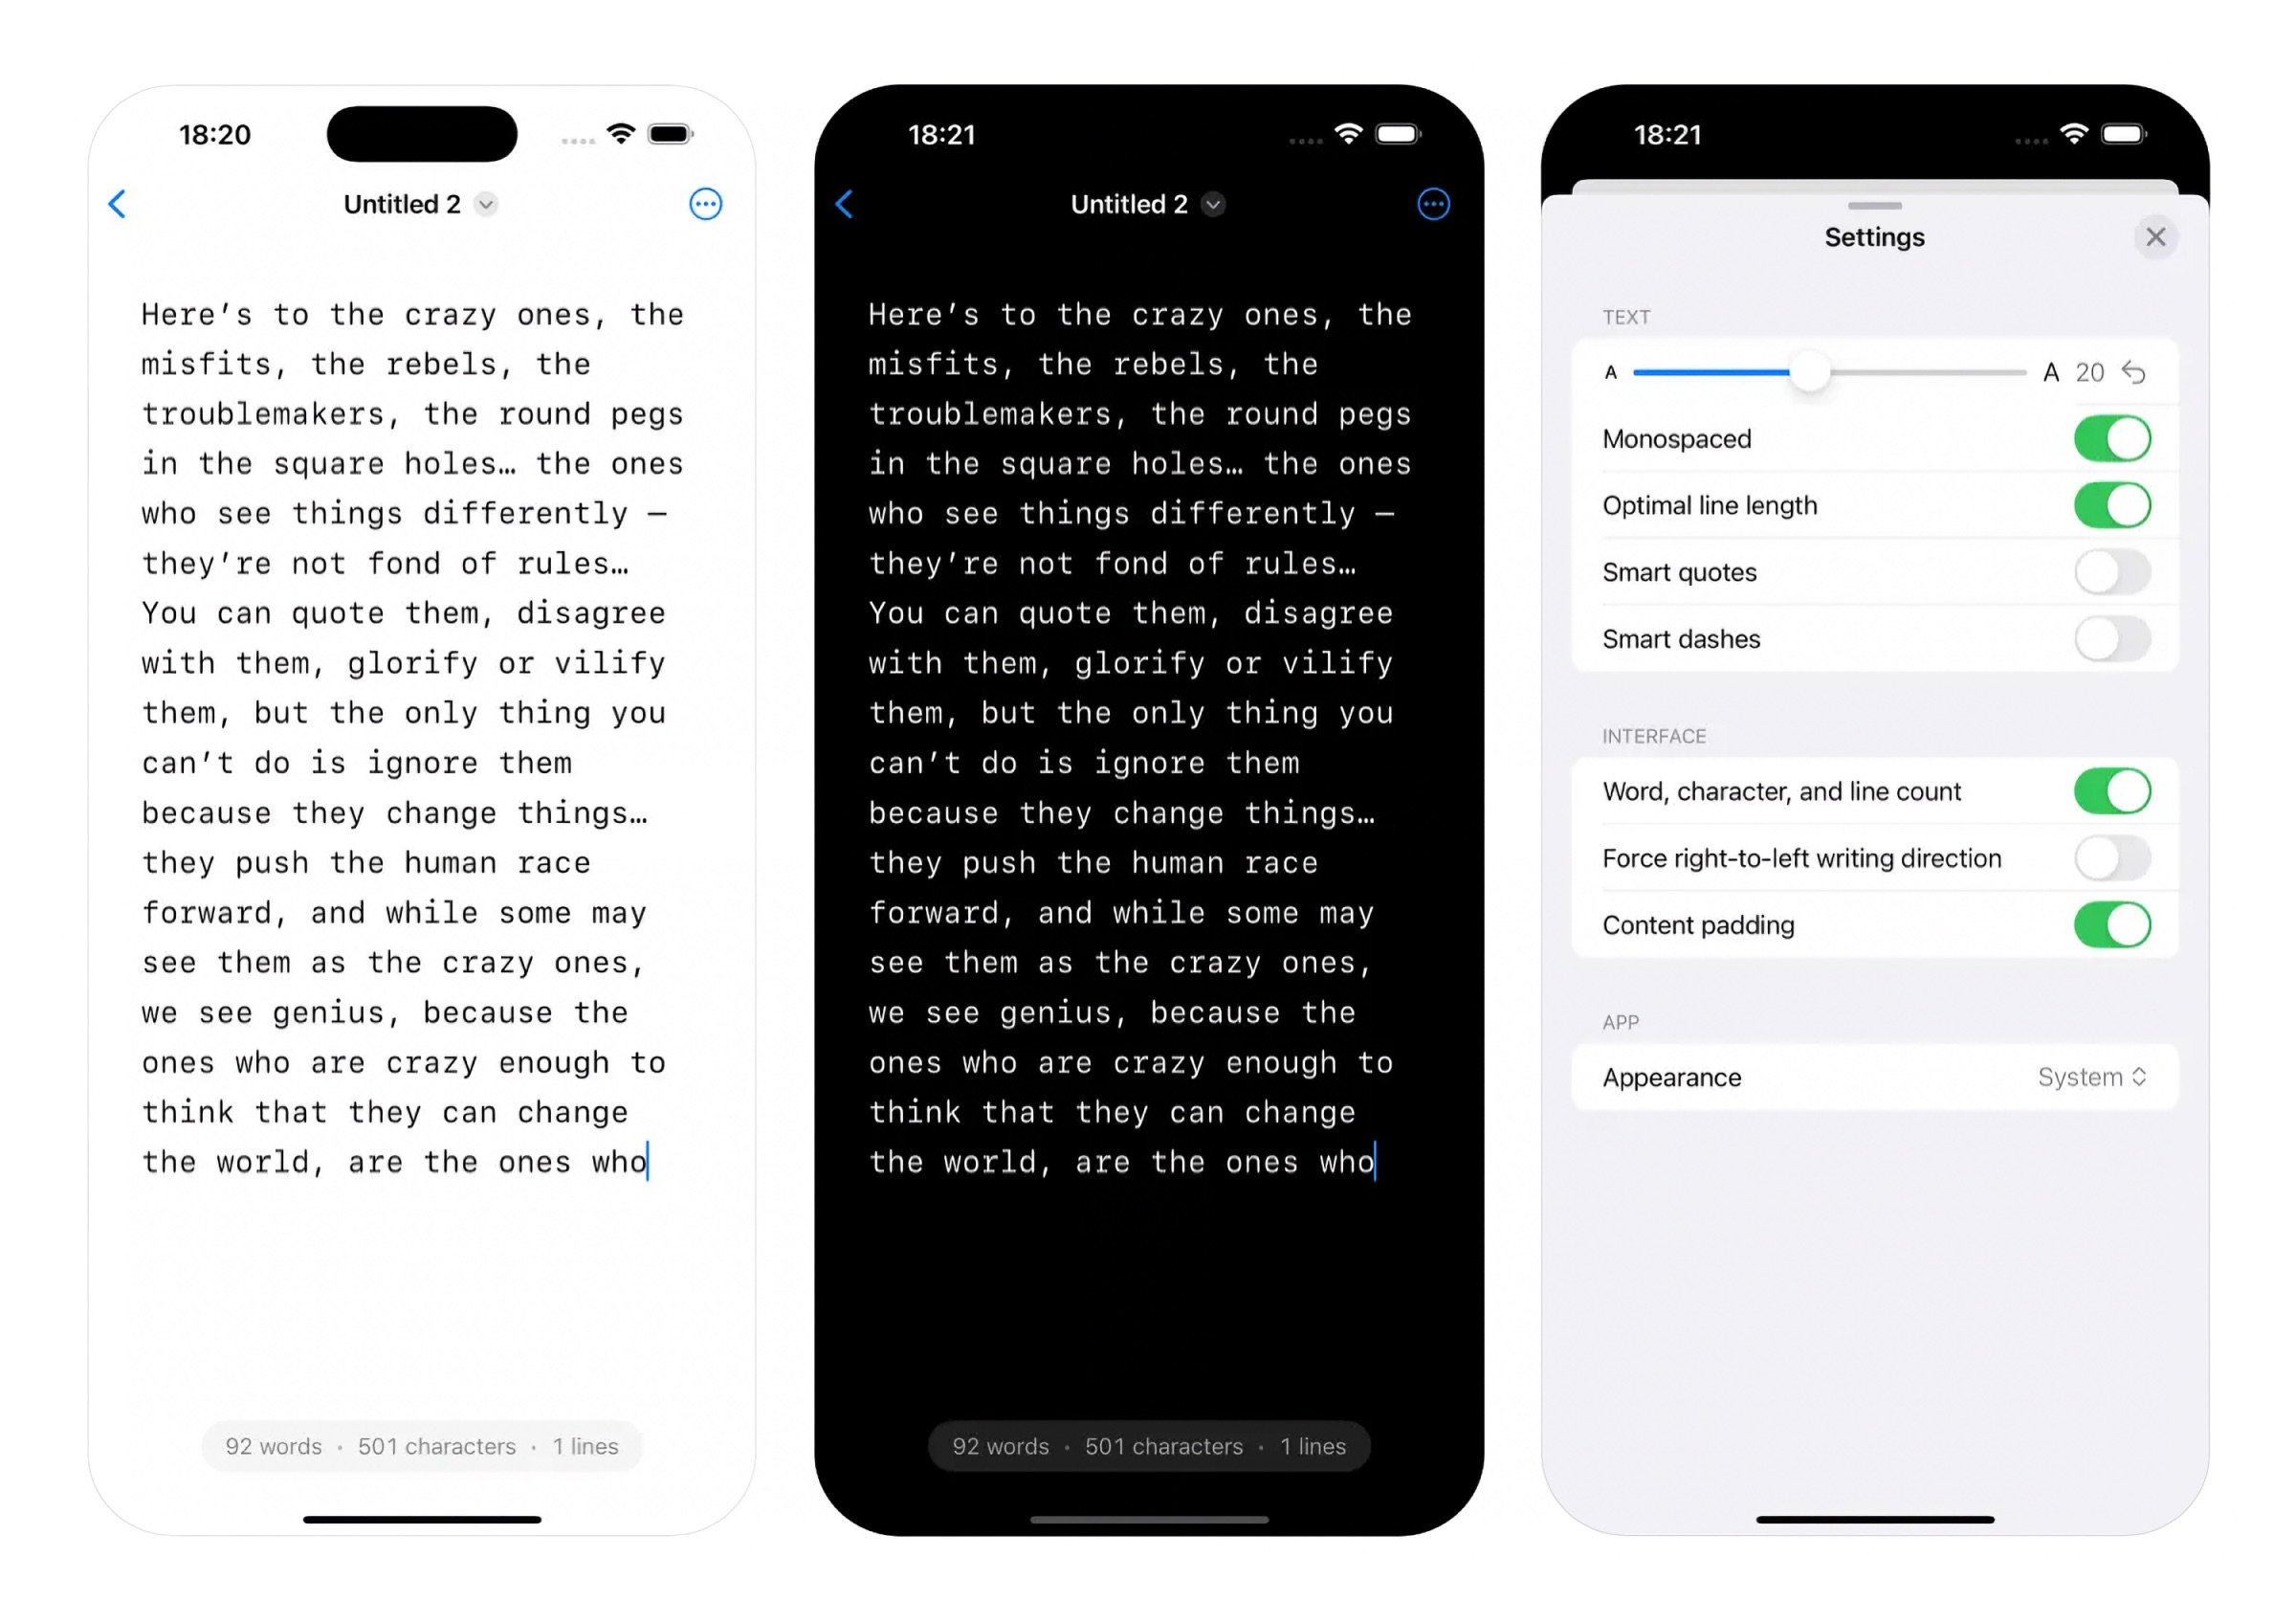 18:20
Untitled 2
Here’s to the crazy ones, the
misfits, the rebels, the
troublemakers, the round pegs
in the square holes… the ones
who see things differently —
they’re not fond of rules…
You can quote them, disagree
with them, glorify or vilify
them, but the only thing you
can’t do is ignore them
because they change things…
they push the human race
forward, and while some may
see them as the crazy ones,
we see genius, because the
ones who are crazy enough to
think that they can change
the world, are the ones who
92 words · 501 characters · 1 lines
18:21
Untitled 2
Here’s to the crazy ones, the
misfits, the rebels, the
troublemakers, the round pegs
in the square holes… the ones
who see things differently —
they’re not fond of rules…
You can quote them, disagree
with them, glorify or vilify
them, but the only thing you
can’t do is ignore them
because they change things…
they push the human race
forward, and while some may
see them as the crazy ones,
we see genius, because the
ones who are crazy enough to
think that they can change
the world, are the ones who
92 words · 501 characters · 1 lines
18:21
Settings
TEXT
A A 20
Monospaced
Optimal line length
Smart quotes
Smart dashes
INTERFACE
Word, character, and line count
Force right-to-left writing direction
Content padding
APP
Appearance System